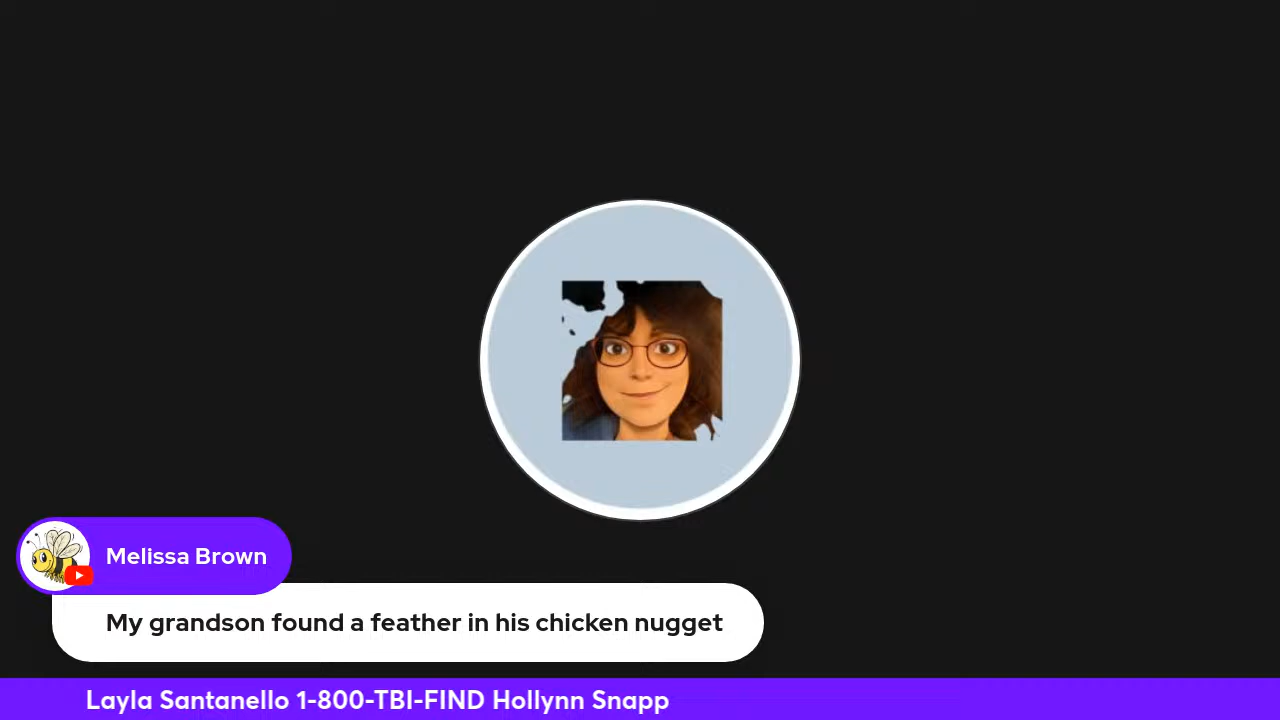 Melissa Brown
My grandson found a feather in his chicken nugget
Layla Santanello 1-800-TBI-FIND Hollynn Snapp